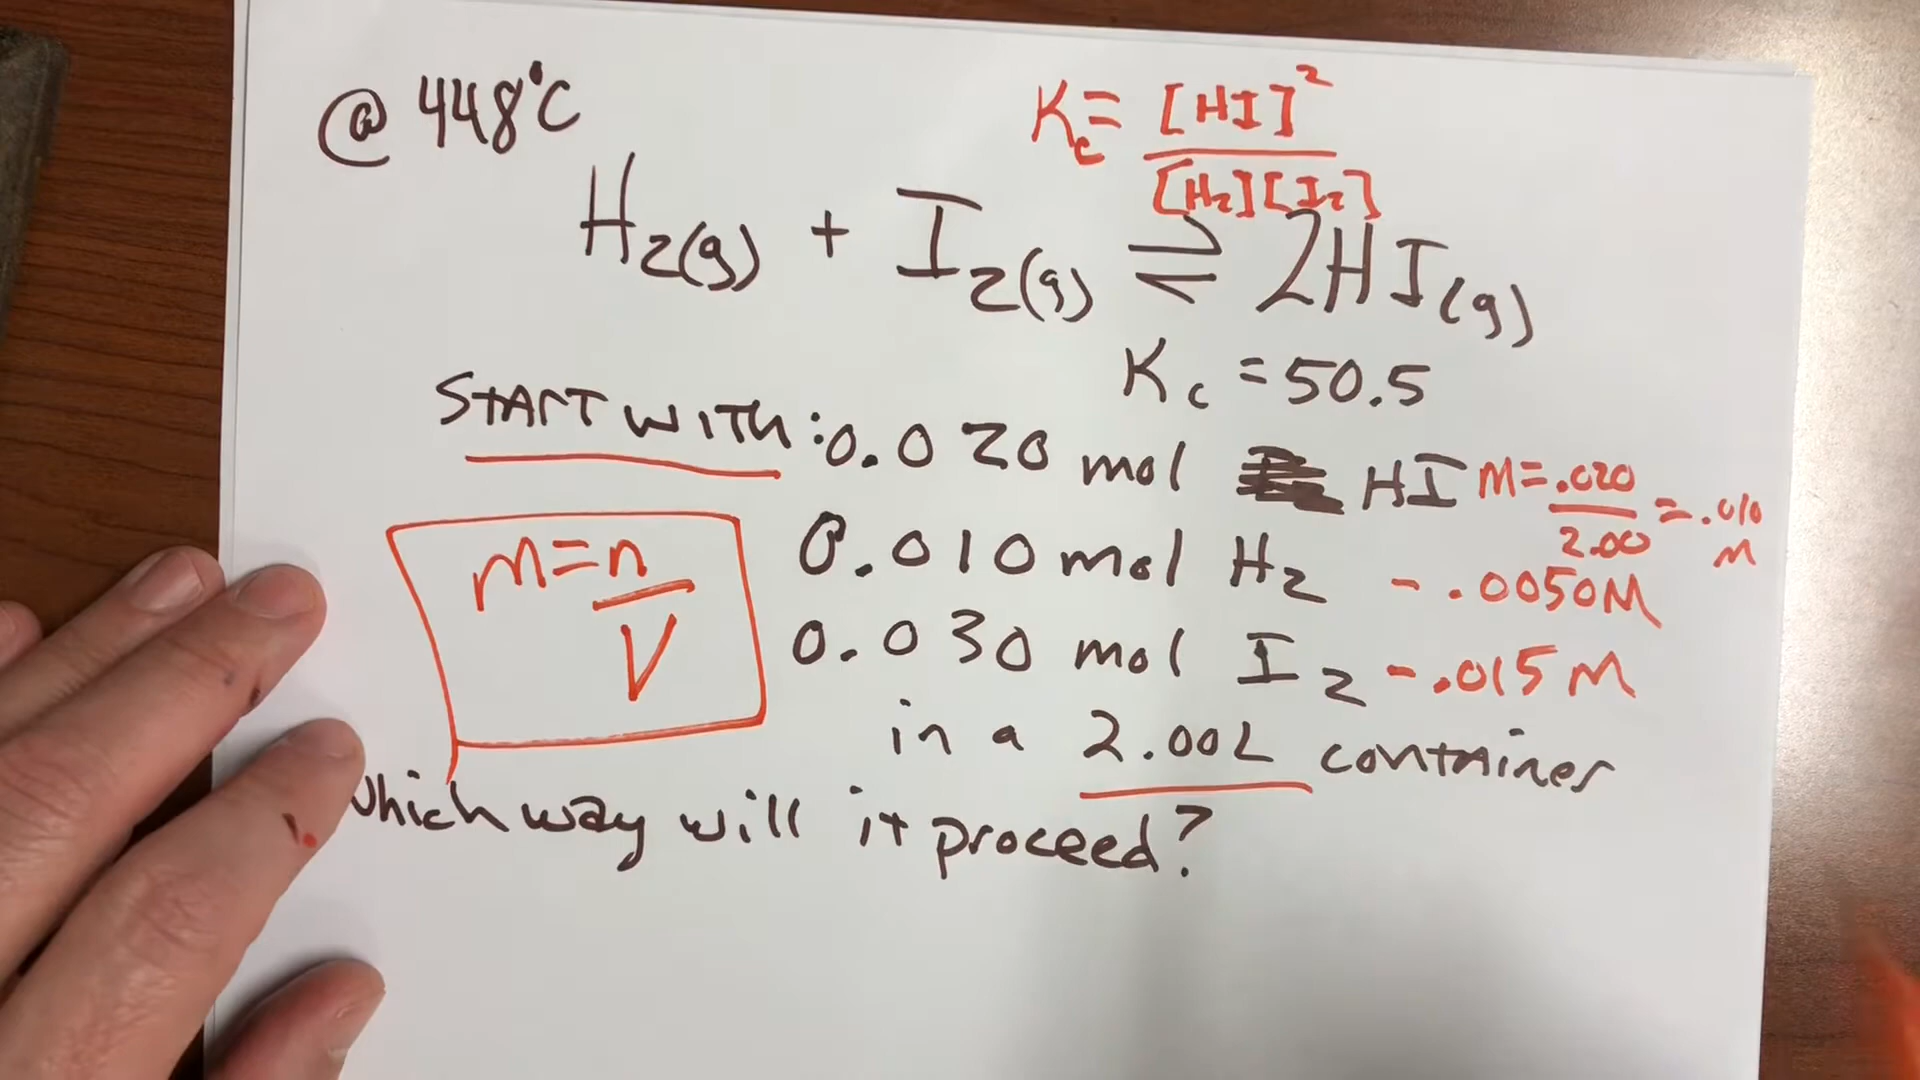 @ 448°C
Kc = [HI]²
[H₂][I₂]
H₂(g) + I₂(g) ⇌ 2HI(g)
Kc = 50.5
START WITH: 0.020 mol HI M = .020 / 2.00 = .010 M
0.010 mol H₂ - .0050M
0.030 mol I₂ - .015 M
M = n
V
in a 2.00L container
which way will it proceed?